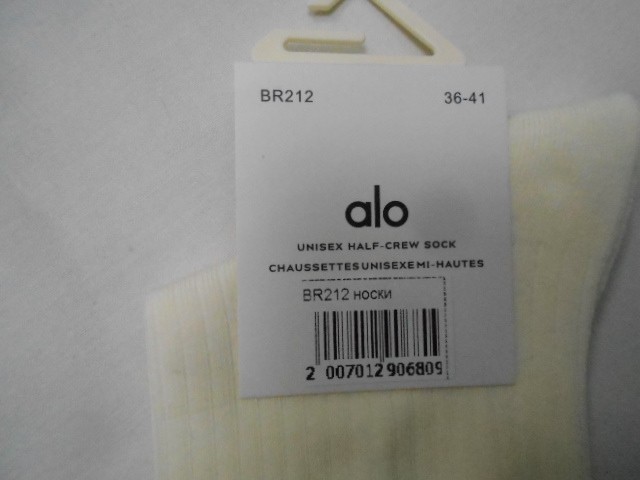 BR212 36-41
alo
UNISEX HALF-CREW SOCK
CHAUSSETTES UNISEXE MI-HAUTES
BR212 носки
2 007012 906809